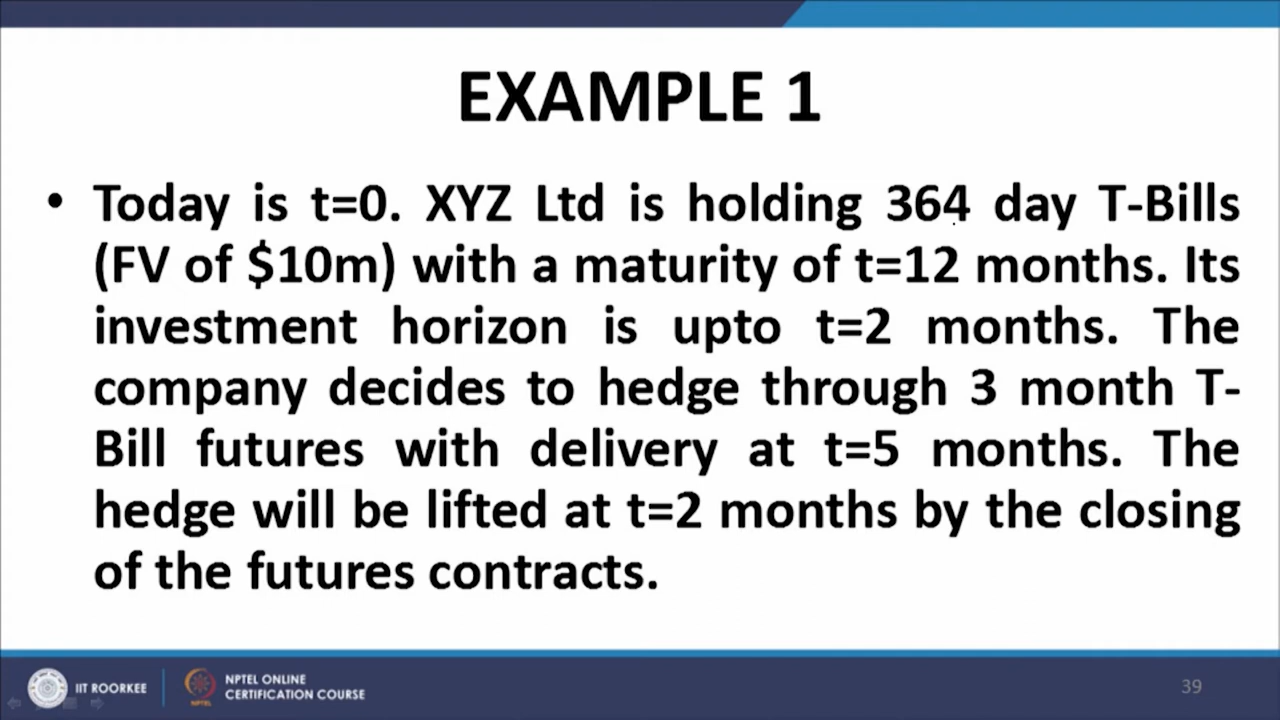 EXAMPLE 1
• Today is t=0. XYZ Ltd is holding 364 day T-Bills
(FV of $10m) with a maturity of t=12 months. Its
investment horizon is upto t=2 months. The
company decides to hedge through 3 month T-
Bill futures with delivery at t=5 months. The
hedge will be lifted at t=2 months by the closing
of the futures contracts.
IIT ROORKEE
NPTEL
NPTEL ONLINE
CERTIFICATION COURSE
39